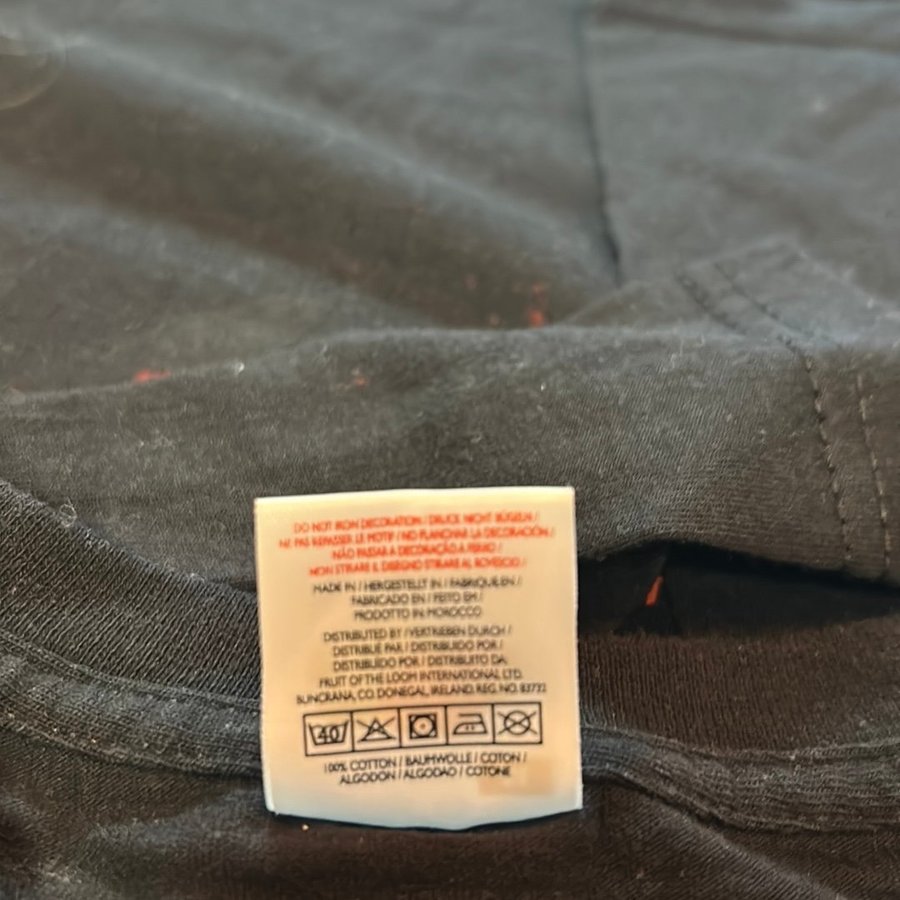 DO NOT IRON DECORATION / DRUCK NICHT BÜGELN /
NE PAS REPASSER LE MOTIF / NO PLANCHAR LA DECORACIÓN /
NÃO PASSAR A DECORAÇÃO A FERRO /
NON STIRARE IL DISEGNO STIRARE AL ROVESCIO /
MADE IN / HERGESTELLT IN / FABRIQUE EN /
FABRICADO EN / FEITO EM /
PRODOTTO IN MOROCCO
DISTRIBUTED BY / VERTRIEBEN DURCH /
DISTRIBUÉ PAR / DISTRIBUIDO POR /
DISTRIBUÍDO POR / DISTRIBUITO DA
FRUIT OF THE LOOM INTERNATIONAL LTD.
BUNCRANA, CO. DONEGAL, IRELAND. REG. NO. 83732
40
100% COTTON / BAUMWOLLE / COTON /
ALGODON / ALGODAO / COTONE